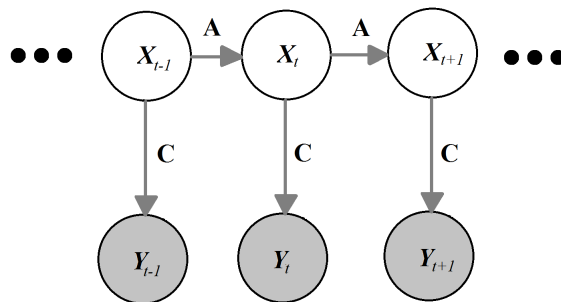 A A
X_{t-1} X_t X_{t+1}
C C C
Y_{t-1} Y_t Y_{t+1}